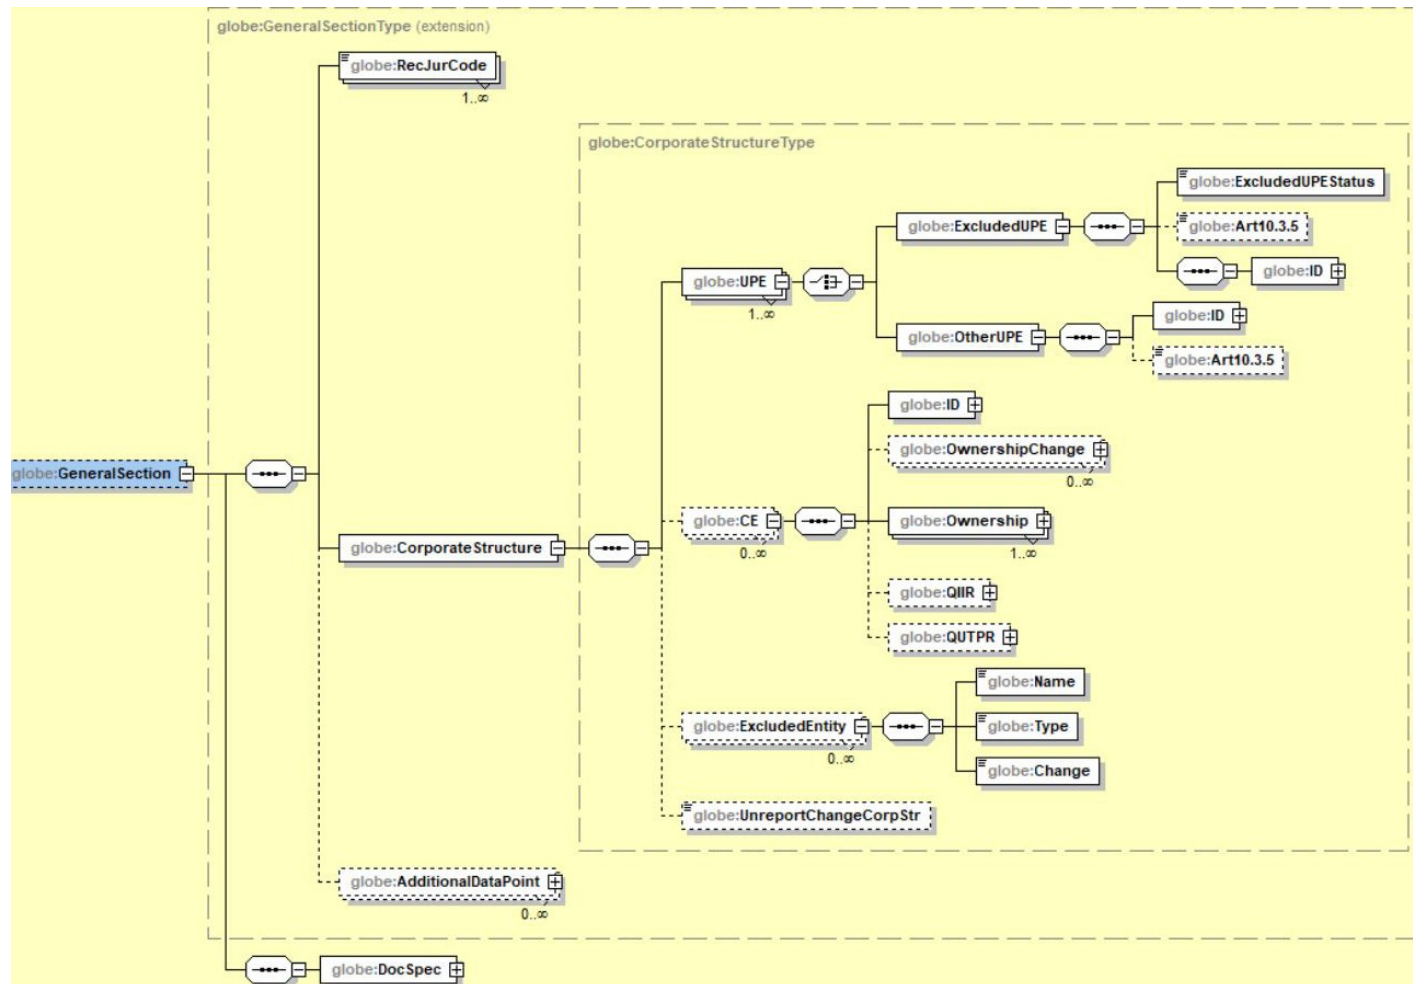 globe:GeneralSectionType (extension)
globe:RecJurCode
1..∞
globe:CorporateStructureType
globe:ExcludedUPEStatus
globe:ExcludedUPE
globe:Art10.3.5
globe:ID
globe:UPE
1..∞
globe:OtherUPE
globe:ID
globe:Art10.3.5
globe:ID
globe:OwnershipChange
0..∞
globe:GeneralSection
globe:CE
0..∞
globe:Ownership
1..∞
globe:CorporateStructure
globe:QIIR
globe:QUTPR
globe:Name
globe:ExcludedEntity
0..∞
globe:Type
globe:Change
globe:UnreportChangeCorpStr
globe:AdditionalDataPoint
0..∞
globe:DocSpec